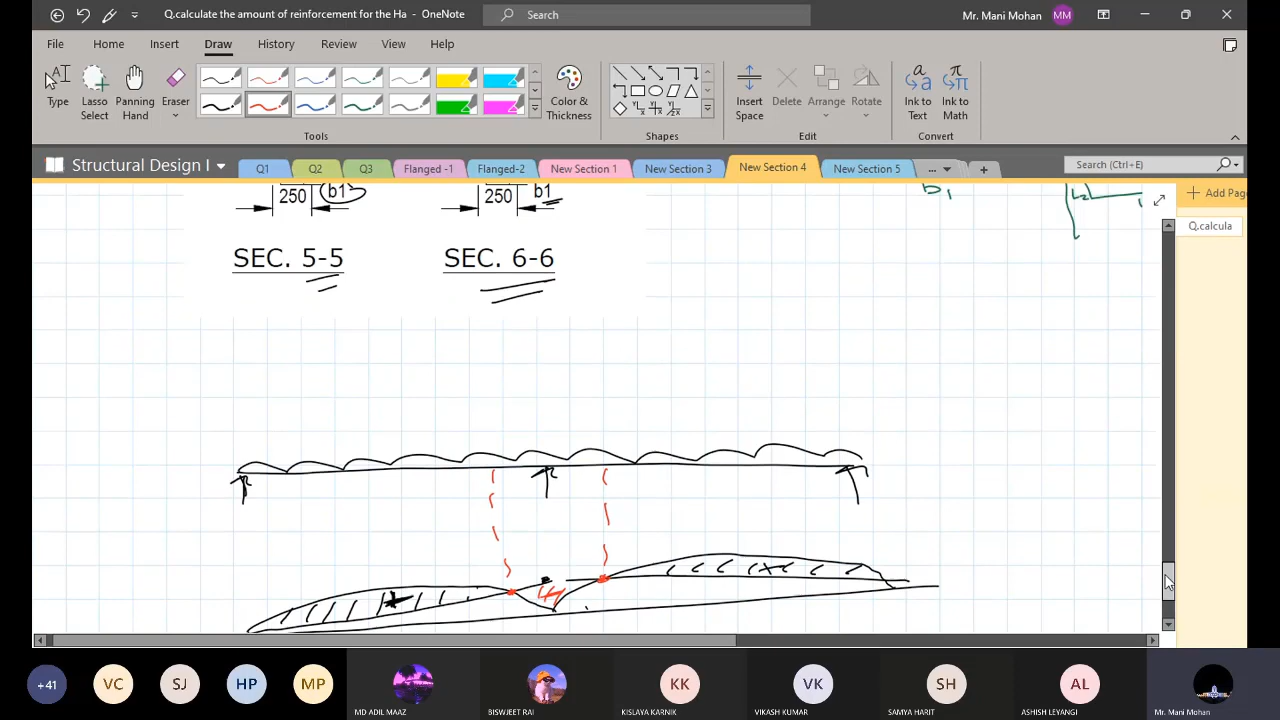 Q.calculate the amount of reinforcement for the Ha - OneNote
Search
Mr. Mani Mohan
MM
File Home Insert Draw History Review View Help
Type
Lasso Select
Panning Hand
Eraser
Color & Thickness
Insert Space
Delete
Arrange
Rotate
Ink to Text
Ink to Math
Tools
Shapes
Edit
Convert
Structural Design I
Q1 Q2 Q3 Flanged -1 Flanged-2 New Section 1 New Section 3 New Section 4 New Section 5 ...
Search (Ctrl+E)
Add Page
Q.calcula
250 (b1)
250 b1
b1
SEC. 5-5
SEC. 6-6
+41
VC
SJ
HP
MP
MD ADIL MAAZ
BISWJEET RAI
KK
KISLAYA KARNIK
VK
VIKASH KUMAR
SH
SAMYA HARIT
AL
ASHISH LEYANGI
Mr. Mani Mohan